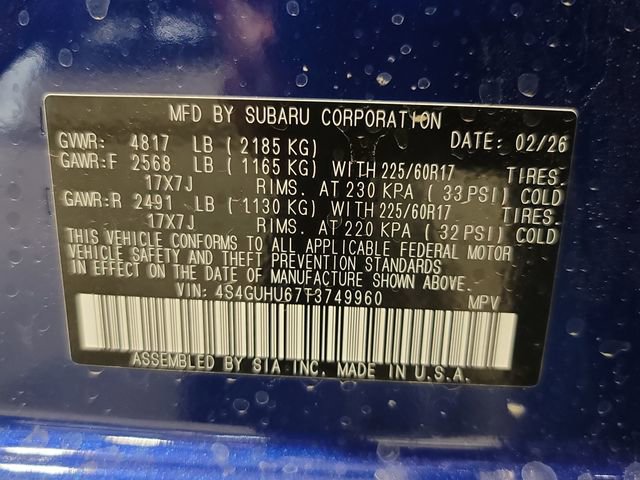 MFD BY SUBARU CORPORATION
GVWR: 4817 LB (2185 KG) DATE: 02/26
GAWR:F 2568 LB (1165 KG) WITH 225/60R17 TIRES.
17X7J RIMS. AT 230 KPA (33 PSI) COLD
GAWR:R 2491 LB (1130 KG) WITH 225/60R17 TIRES.
17X7J RIMS. AT 220 KPA (32 PSI) COLD
THIS VEHICLE CONFORMS TO ALL APPLICABLE FEDERAL MOTOR
VEHICLE SAFETY AND THEFT PREVENTION STANDARDS
IN EFFECT ON THE DATE OF MANUFACTURE SHOWN ABOVE.
VIN: 4S4GUHU67T3749960 MPV
ASSEMBLED BY SIA INC. MADE IN U.S.A.